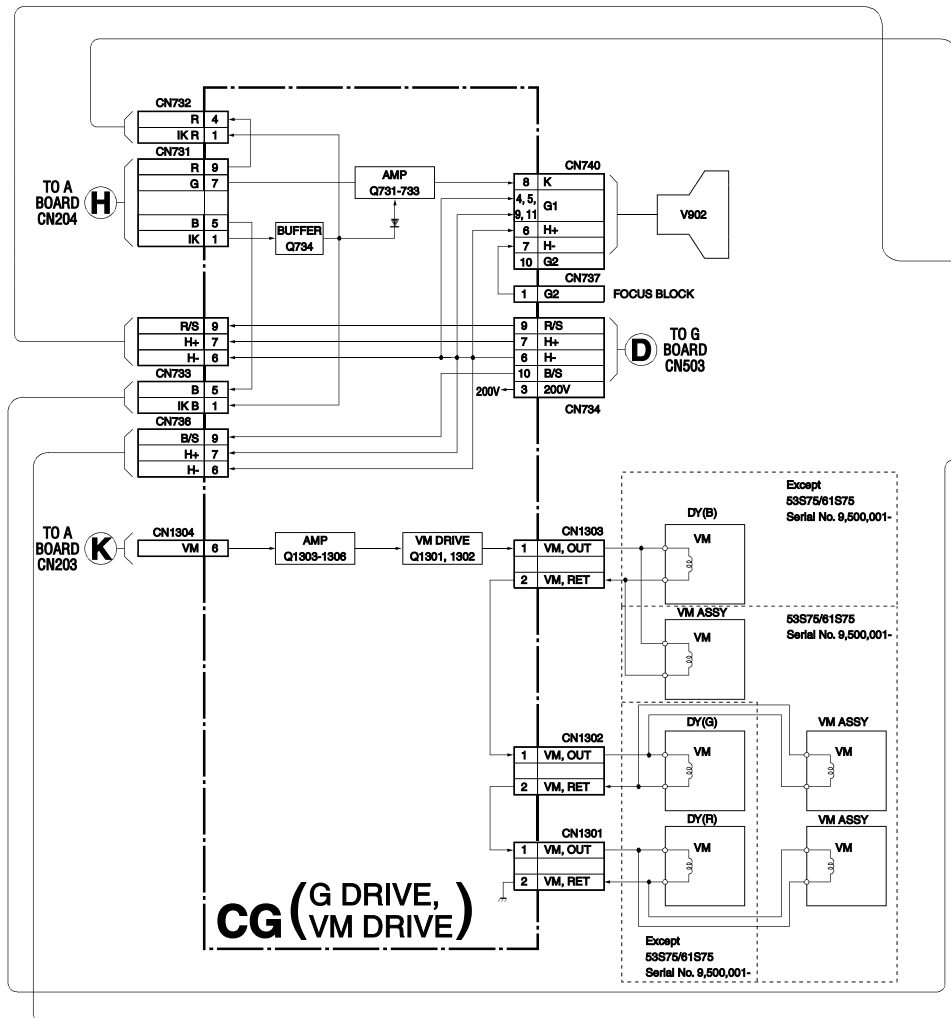 CN732
R 4
IK R 1
CN731
R 9
G 7
B 5
IK 1
TO A
BOARD
CN204
H
AMP
Q731-733
BUFFER
Q734
CN740
8 K
4, 5,
9, 11
G1
6 H+
7 H-
10 G2
V902
CN737
1 G2
FOCUS BLOCK
R/S 9
H+ 7
H- 6
CN733
B 5
IK B 1
CN736
B/S 9
H+ 7
H- 6
9 R/S
7 H+
6 H-
10 B/S
200V
3 200V
CN734
D
TO G
BOARD
CN503
TO A
BOARD
CN203
K
CN1304
VM 6
AMP
Q1303-1306
VM DRIVE
Q1301, 1302
CN1303
1 VM, OUT
2 VM, RET
DY(B)
VM
Except
53S75/61S75
Serial No. 9,500,001-
VM ASSY
VM
53S75/61S75
Serial No. 9,500,001-
CN1302
1 VM, OUT
2 VM, RET
DY(G)
VM
VM ASSY
VM
CN1301
1 VM, OUT
2 VM, RET
DY(R)
VM
VM ASSY
VM
Except
53S75/61S75
Serial No. 9,500,001-
CG (G DRIVE,
VM DRIVE)